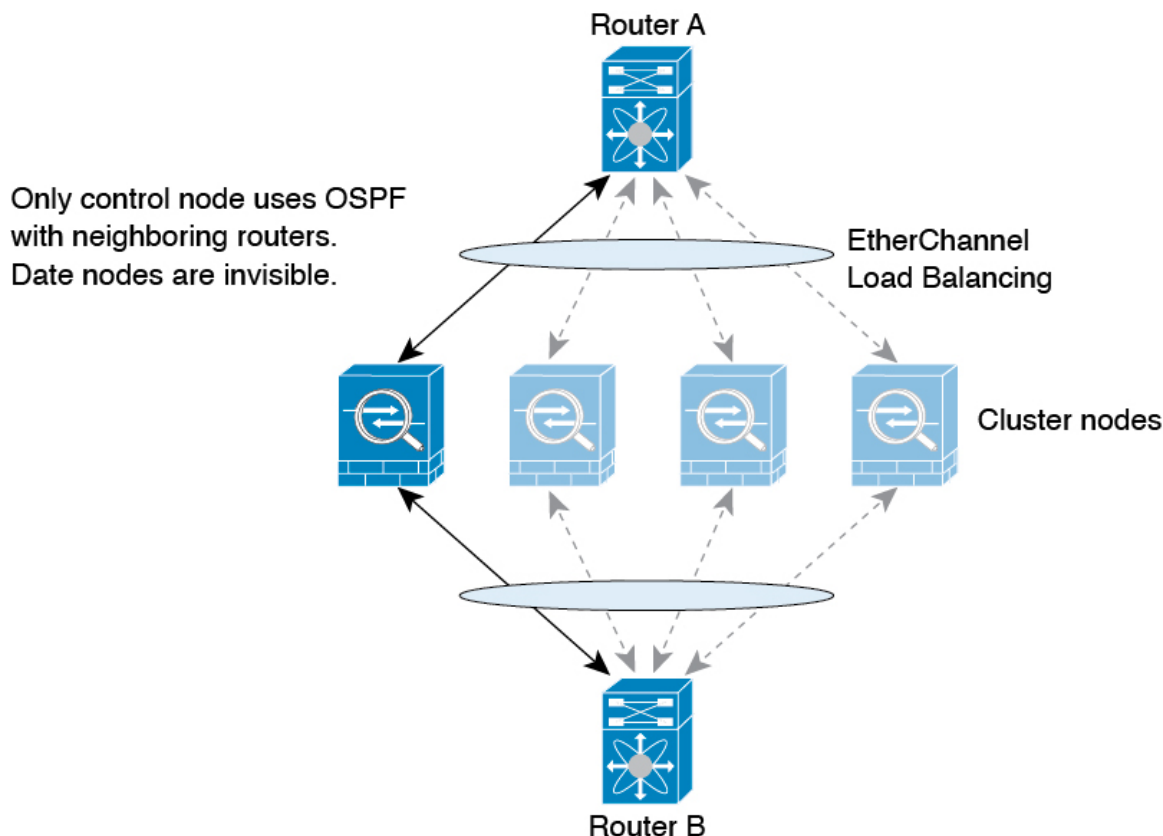 Router A
Only control node uses OSPF
with neighboring routers.
Date nodes are invisible.
EtherChannel
Load Balancing
Cluster nodes
Router B